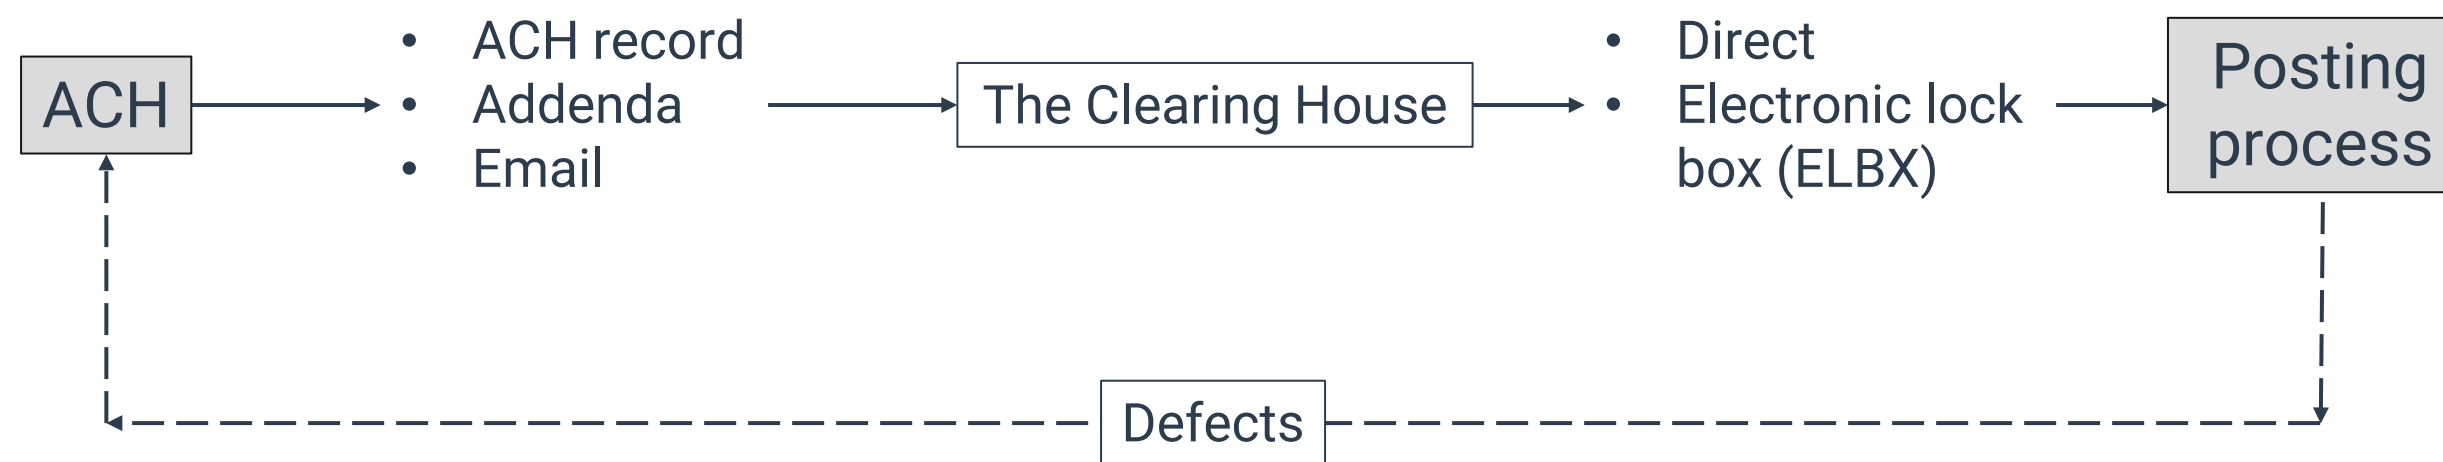 ACH
• ACH record
• Addenda
• Email
The Clearing House
• Direct
• Electronic lock
box (ELBX)
Posting
process
Defects